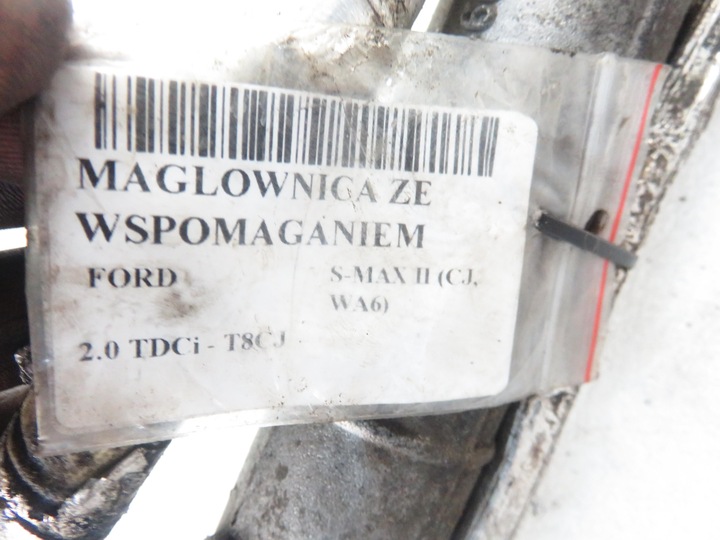 MAGLOWNICA ZE
WSPOMAGANIEM
FORD
S-MAX II (CJ,
WA6)
2.0 TDCi - T8CJ